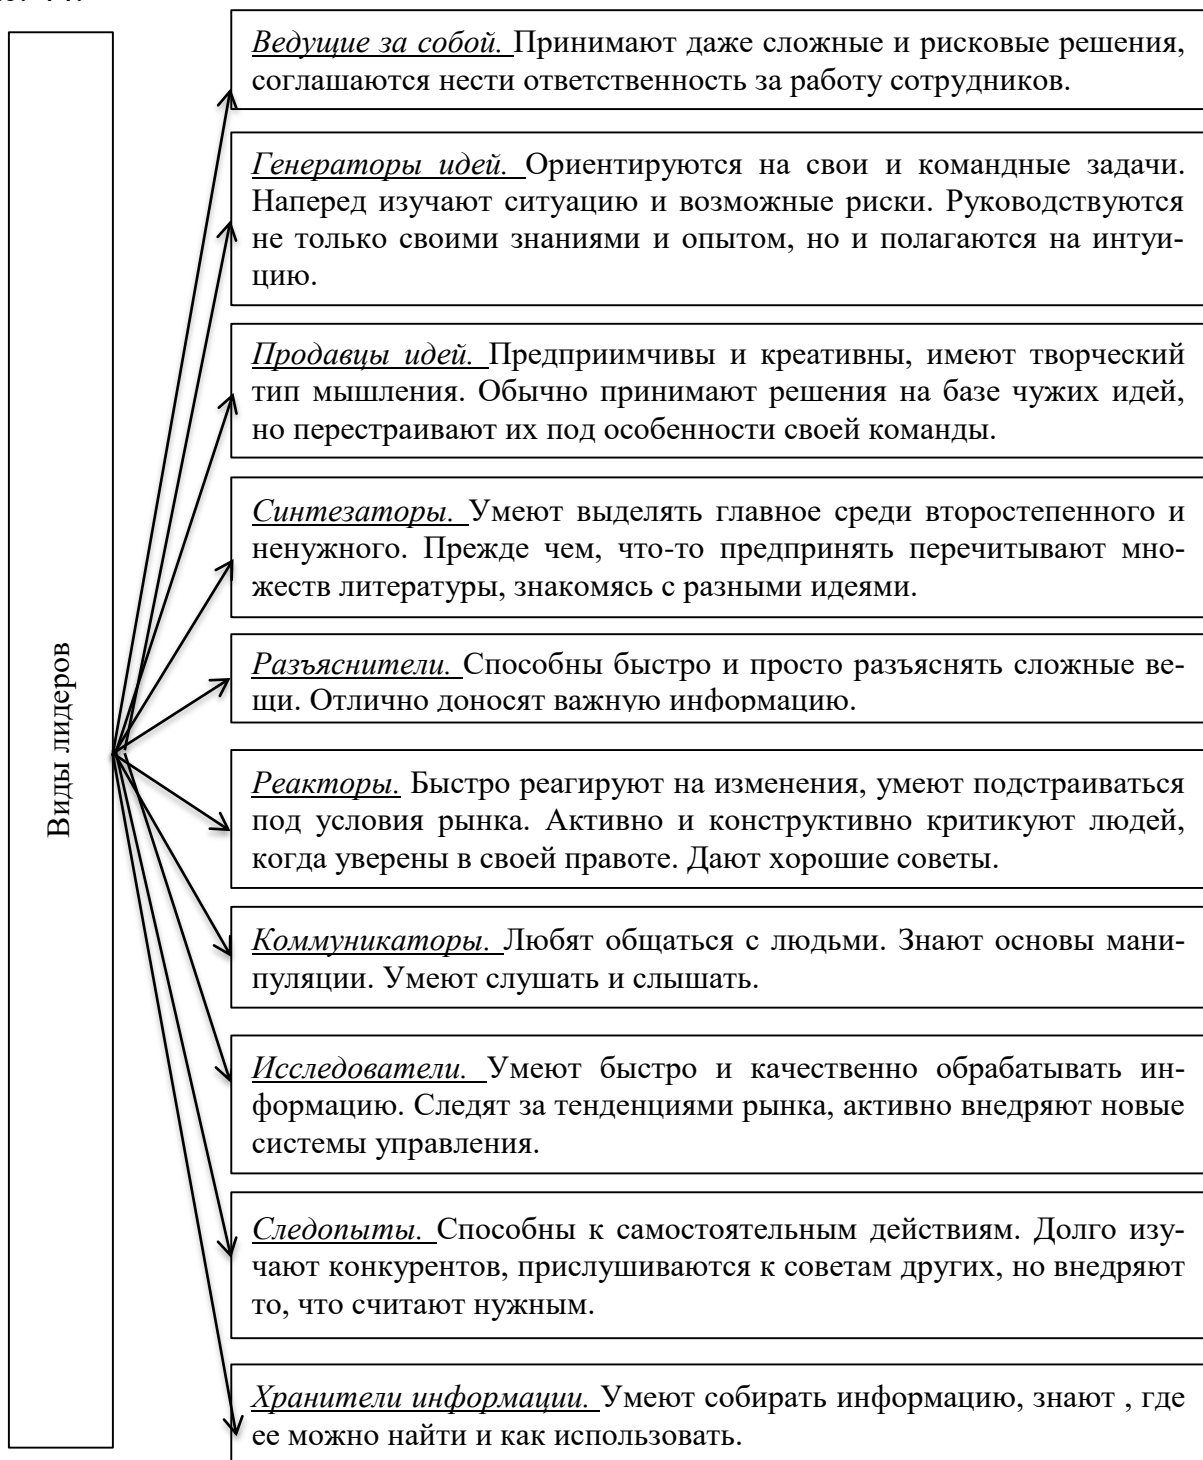 Ведущие за собой. Принимают даже сложные и рисковые решения,
соглашаются нести ответственность за работу сотрудников.
Генераторы идей. Ориентируются на свои и командные задачи.
Наперед изучают ситуацию и возможные риски. Руководствуются
не только своими знаниями и опытом, но и полагаются на интуи-
цию.
Продавцы идей. Предприимчивы и креативны, имеют творческий
тип мышления. Обычно принимают решения на базе чужих идей,
но перестраивают их под особенности своей команды.
Синтезаторы. Умеют выделять главное среди второстепенного и
ненужного. Прежде чем, что-то предпринять перечитывают мно-
жеств литературы, знакомясь с разными идеями.
Разъяснители. Способны быстро и просто разъяснять сложные ве-
щи. Отлично доносят важную информацию.
Виды лидеров
Реакторы. Быстро реагируют на изменения, умеют подстраиваться
под условия рынка. Активно и конструктивно критикуют людей,
когда уверены в своей правоте. Дают хорошие советы.
Коммуникаторы. Любят общаться с людьми. Знают основы мани-
пуляции. Умеют слушать и слышать.
Исследователи. Умеют быстро и качественно обрабатывать ин-
формацию. Следят за тенденциями рынка, активно внедряют новые
системы управления.
Следопыты. Способны к самостоятельным действиям. Долго изу-
чают конкурентов, прислушиваются к советам других, но внедряют
то, что считают нужным.
Хранители информации. Умеют собирать информацию, знают , где
ее можно найти и как использовать.